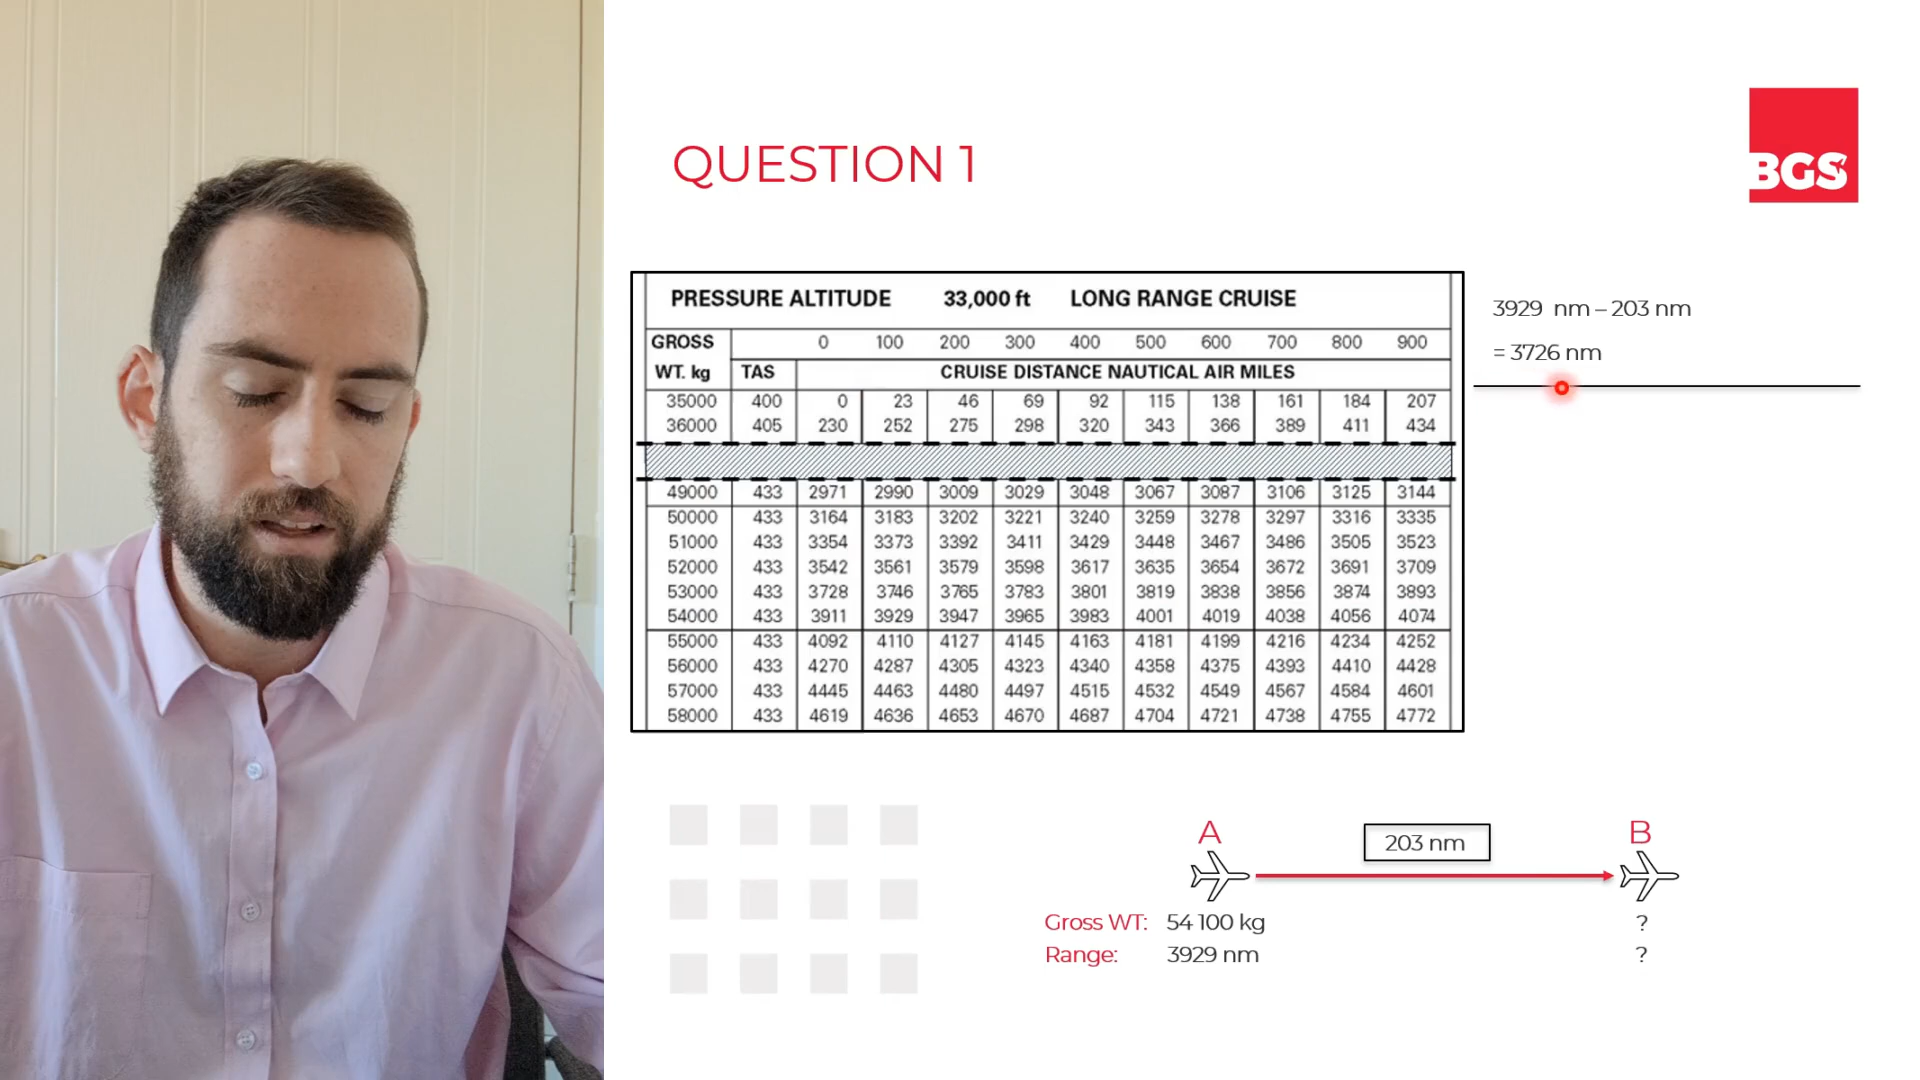 QUESTION 1
BGS
PRESSURE ALTITUDE 33,000 ft LONG RANGE CRUISE
GROSS 0 100 200 300 400 500 600 700 800 900
WT. kg TAS CRUISE DISTANCE NAUTICAL AIR MILES
35000 400 0 23 46 69 92 115 138 161 184 207
36000 405 230 252 275 298 320 343 366 389 411 434
49000 433 2971 2990 3009 3029 3048 3067 3087 3106 3125 3144
50000 433 3164 3183 3202 3221 3240 3259 3278 3297 3316 3335
51000 433 3354 3373 3392 3411 3429 3448 3467 3486 3505 3523
52000 433 3542 3561 3579 3598 3617 3635 3654 3672 3691 3709
53000 433 3728 3746 3765 3783 3801 3819 3838 3856 3874 3893
54000 433 3911 3929 3947 3965 3983 4001 4019 4038 4056 4074
55000 433 4092 4110 4127 4145 4163 4181 4199 4216 4234 4252
56000 433 4270 4287 4305 4323 4340 4358 4375 4393 4410 4428
57000 433 4445 4463 4480 4497 4515 4532 4549 4567 4584 4601
58000 433 4619 4636 4653 4670 4687 4704 4721 4738 4755 4772
3929 nm – 203 nm
= 3726 nm
A 203 nm B
Gross WT: 54 100 kg ?
Range: 3929 nm ?